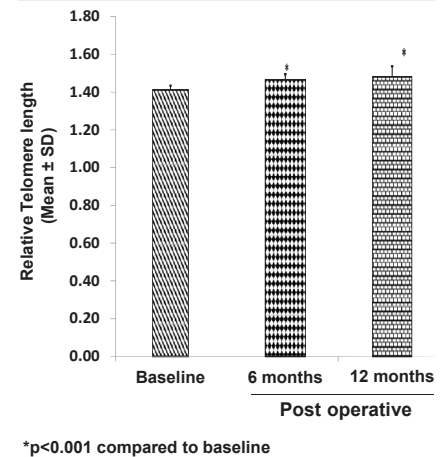 1.80
1.60
1.40
1.20
1.00
0.80
0.60
0.40
0.20
0.00
Relative Telomere length
(Mean ± SD)
*
*
Baseline
6 months
12 months
Post operative
*p<0.001 compared to baseline